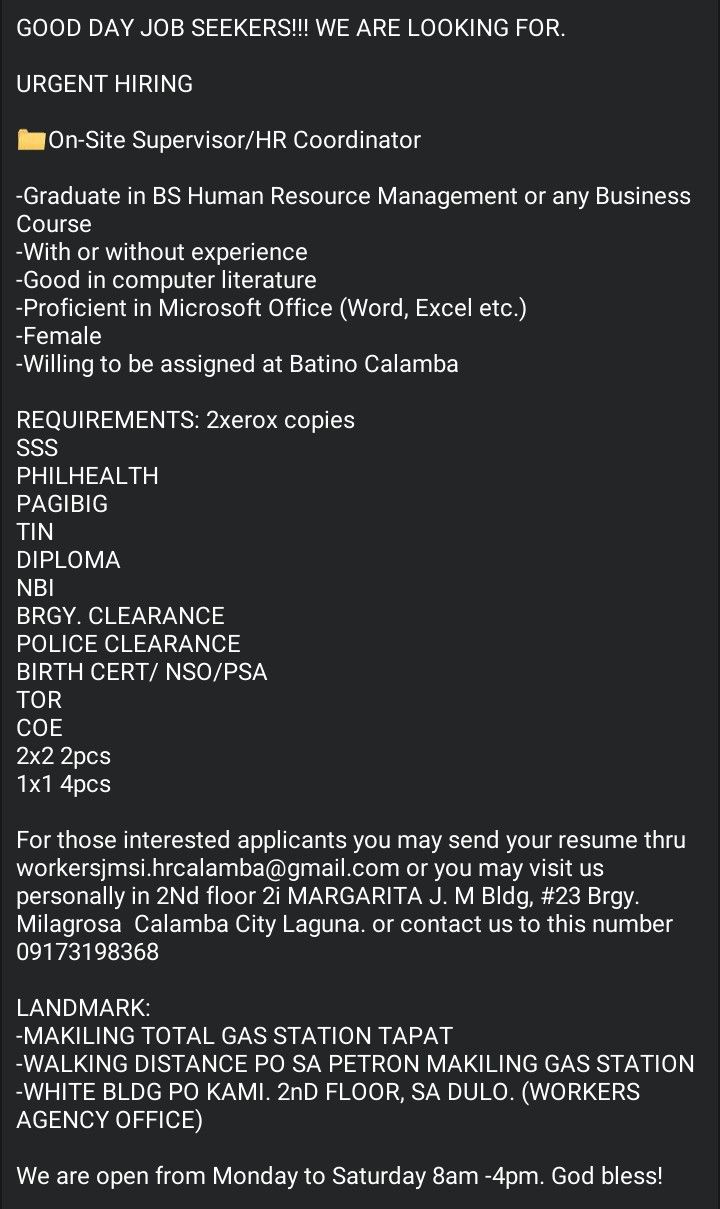 GOOD DAY JOB SEEKERS!!! WE ARE LOOKING FOR.
URGENT HIRING
📁On-Site Supervisor/HR Coordinator
-Graduate in BS Human Resource Management or any Business
Course
-With or without experience
-Good in computer literature
-Proficient in Microsoft Office (Word, Excel etc.)
-Female
-Willing to be assigned at Batino Calamba
REQUIREMENTS: 2xerox copies
SSS
PHILHEALTH
PAGIBIG
TIN
DIPLOMA
NBI
BRGY. CLEARANCE
POLICE CLEARANCE
BIRTH CERT/ NSO/PSA
TOR
COE
2x2 2pcs
1x1 4pcs
For those interested applicants you may send your resume thru
workersjmsi.hrcalamba@gmail.com or you may visit us
personally in 2Nd floor 2i MARGARITA J. M Bldg, #23 Brgy.
Milagrosa  Calamba City Laguna. or contact us to this number
09173198368
LANDMARK:
-MAKILING TOTAL GAS STATION TAPAT
-WALKING DISTANCE PO SA PETRON MAKILING GAS STATION
-WHITE BLDG PO KAMI. 2nD FLOOR, SA DULO. (WORKERS
AGENCY OFFICE)
We are open from Monday to Saturday 8am -4pm. God bless!